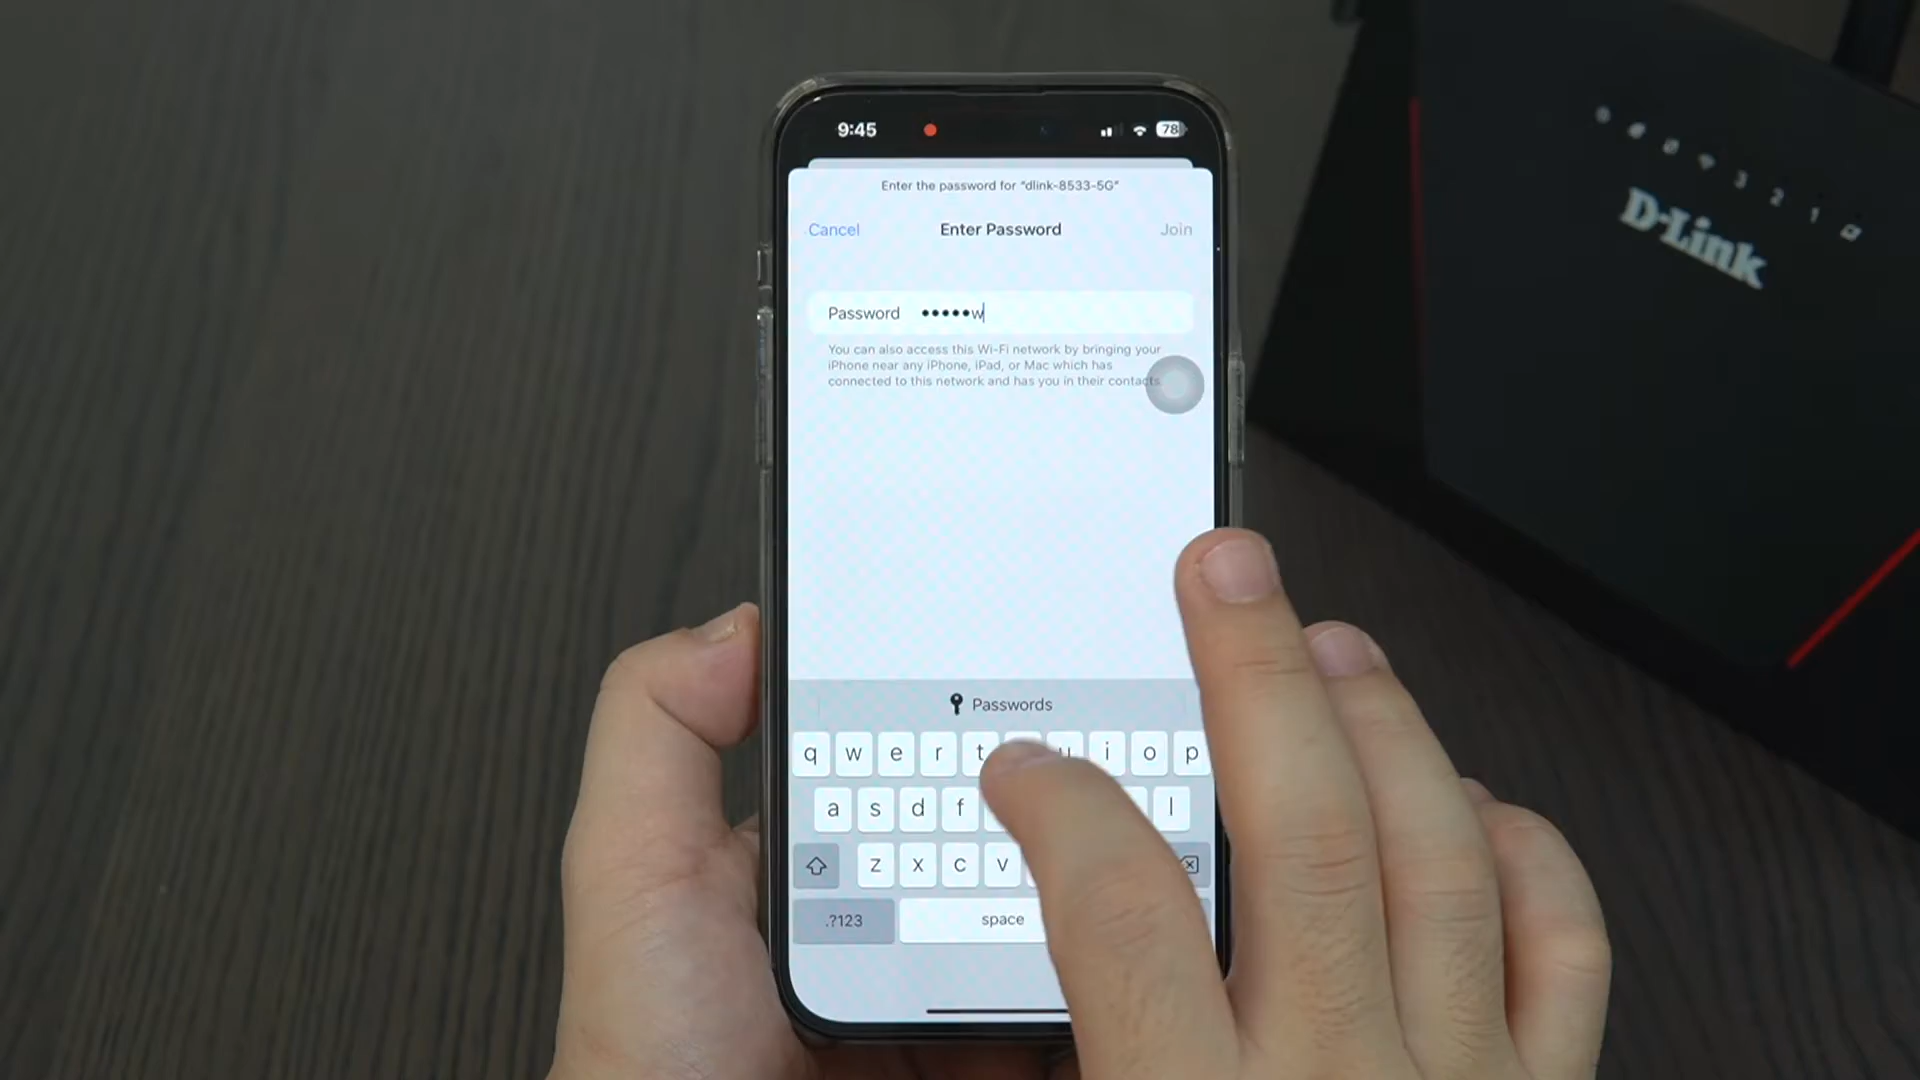 9:45
78
Enter the password for “dlink-8533-5G”
Cancel
Enter Password
Join
Password •••••w
You can also access this Wi-Fi network by bringing your
iPhone near any iPhone, iPad, or Mac which has
connected to this network and has you in their contacts.
Passwords
q w e r t u i o p
a s d f l
z x c v
.?123
space
3 2 1
D-Link